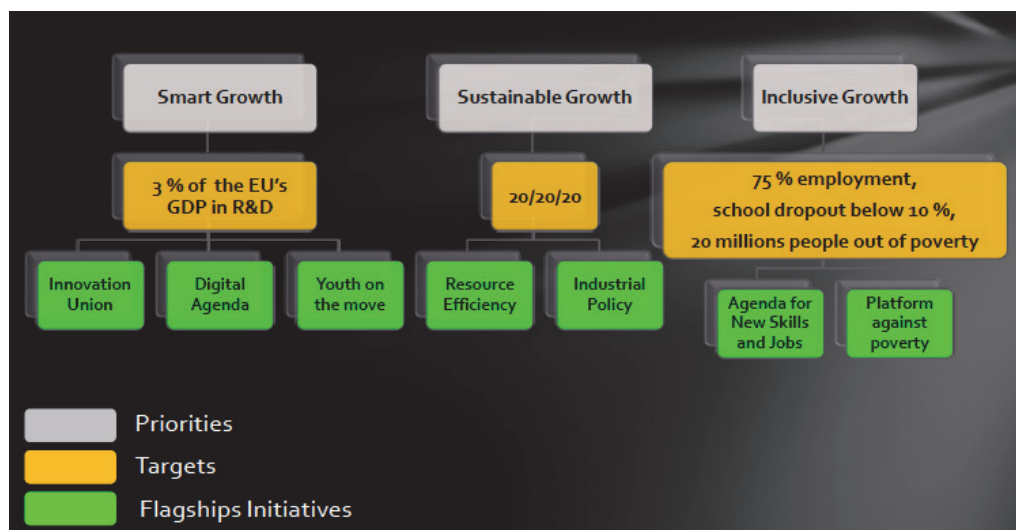 Smart Growth
Sustainable Growth
Inclusive Growth
3 % of the EU's
GDP in R&D
20/20/20
75 % employment,
school dropout below 10 %,
20 millions people out of poverty
Innovation
Union
Digital
Agenda
Youth on
the move
Resource
Efficiency
Industrial
Policy
Agenda for
New Skills
and Jobs
Platform
against
poverty
Priorities
Targets
Flagships Initiatives